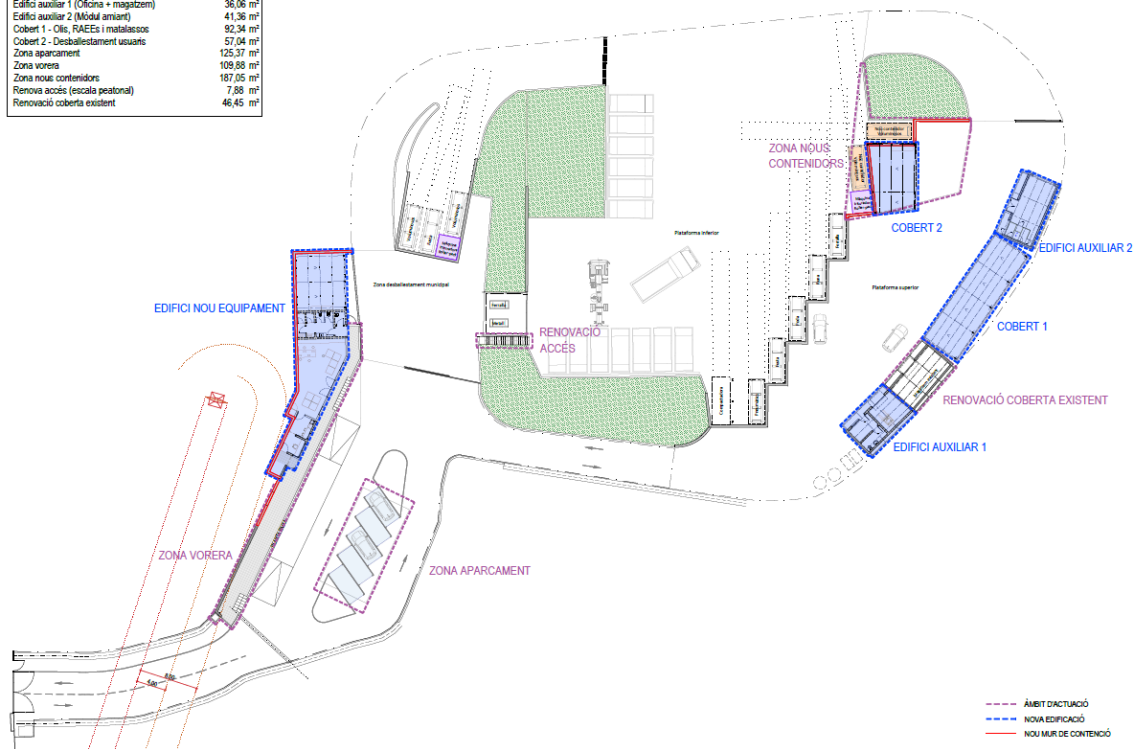 Edifici auxiliar 1 (Oficina + magatzem) 36,06 m²
Edifici auxiliar 2 (Mòdul amiant) 41,36 m²
Cobert 1 - Olis, RAEEs i matalassos 92,34 m²
Cobert 2 - Desballestament usuaris 57,04 m²
Zona aparcament 125,37 m²
Zona vorera 109,88 m²
Zona nous contenidors 187,05 m²
Renova accés (escala peatonal) 7,88 m²
Renovació coberta existent 46,45 m²
ZONA NOUS
CONTENIDORS
COBERT 2
EDIFICI AUXILIAR 2
Plataforma inferior
Zona desballestament municipal
Plataforma superior
EDIFICI NOU EQUIPAMENT
COBERT 1
RENOVACIÓ
ACCÉS
RENOVACIÓ COBERTA EXISTENT
EDIFICI AUXILIAR 1
ZONA VORERA
ZONA APARCAMENT
ÀMBIT D'ACTUACIÓ
NOVA EDIFICACIÓ
NOU MUR DE CONTENCIÓ